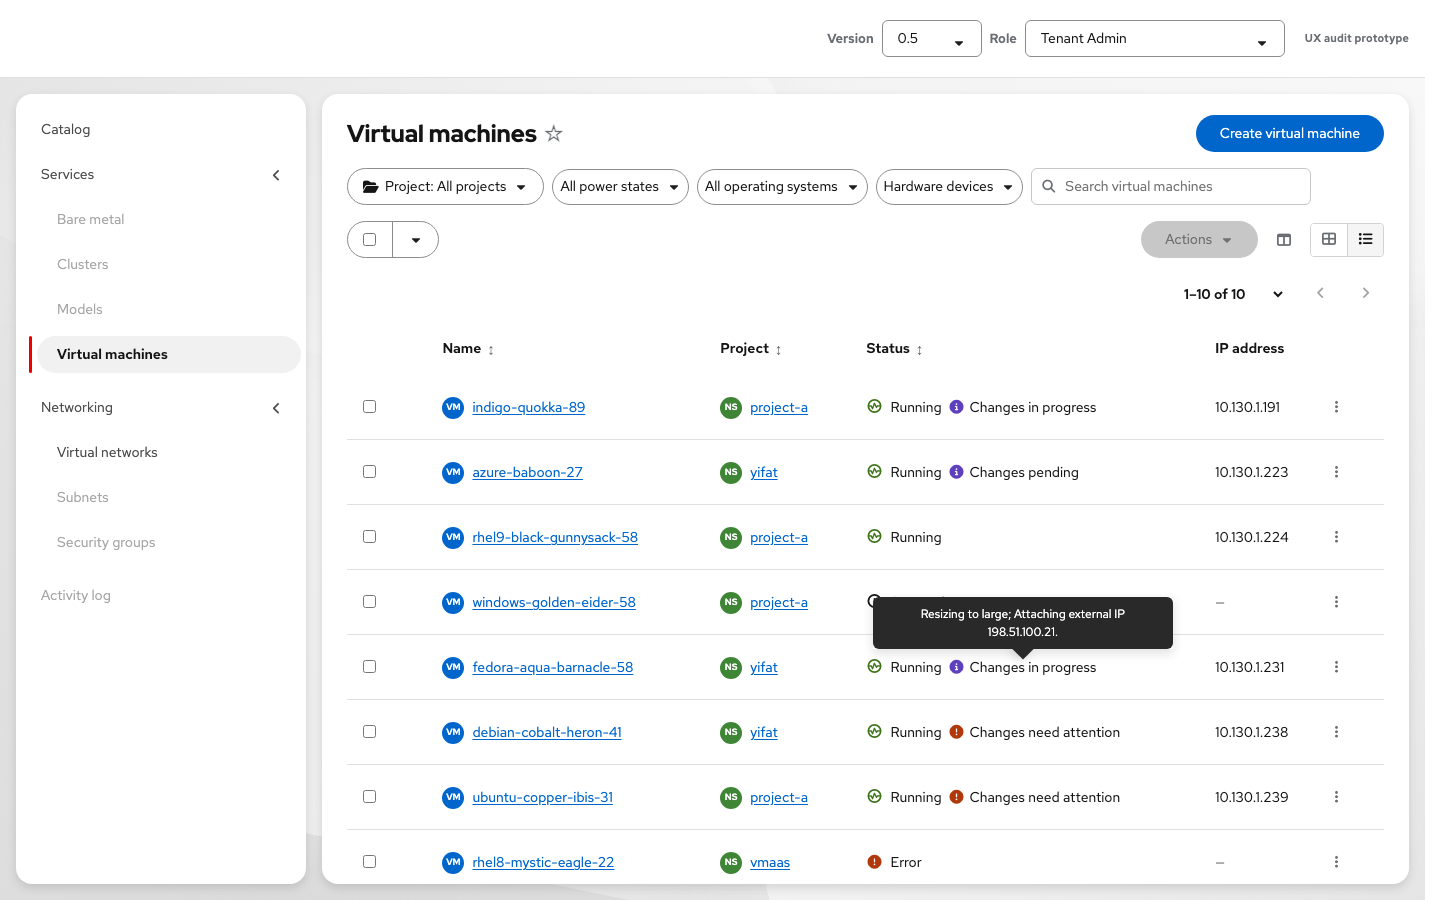 Version 0.5 Role Tenant Admin UX audit prototype
Catalog
Services
Bare metal
Clusters
Models
Virtual machines
Networking
Virtual networks
Subnets
Security groups
Activity log
Virtual machines Create virtual machine
Project: All projects All power states All operating systems Hardware devices Search virtual machines
Actions
1–10 of 10
Name Project Status IP address
VM indigo-quokka-89 NS project-a Running Changes in progress 10.130.1.191
VM azure-baboon-27 NS yifat Running Changes pending 10.130.1.223
VM rhel9-black-gunnysack-58 NS project-a Running 10.130.1.224
VM windows-golden-eider-58 NS project-a –
Resizing to large; Attaching external IP
198.51.100.21.
VM fedora-aqua-barnacle-58 NS yifat Running Changes in progress 10.130.1.231
VM debian-cobalt-heron-41 NS yifat Running Changes need attention 10.130.1.238
VM ubuntu-copper-ibis-31 NS project-a Running Changes need attention 10.130.1.239
VM rhel8-mystic-eagle-22 NS vmaas Error –